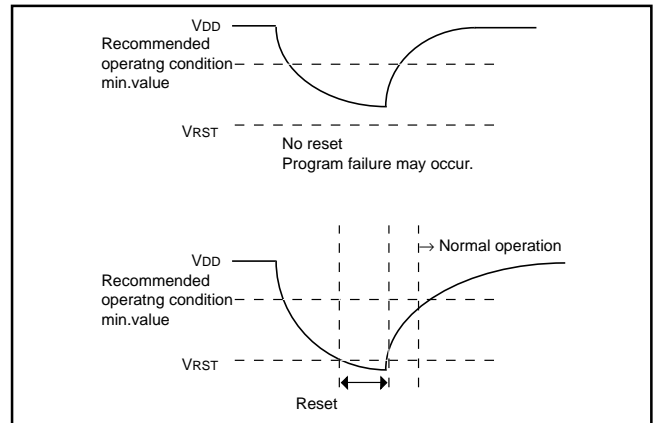 VDD
Recommended
operatng condition
min.value
VRST
No reset
Program failure may occur.
→ Normal operation
VDD
Recommended
operatng condition
min.value
VRST
Reset